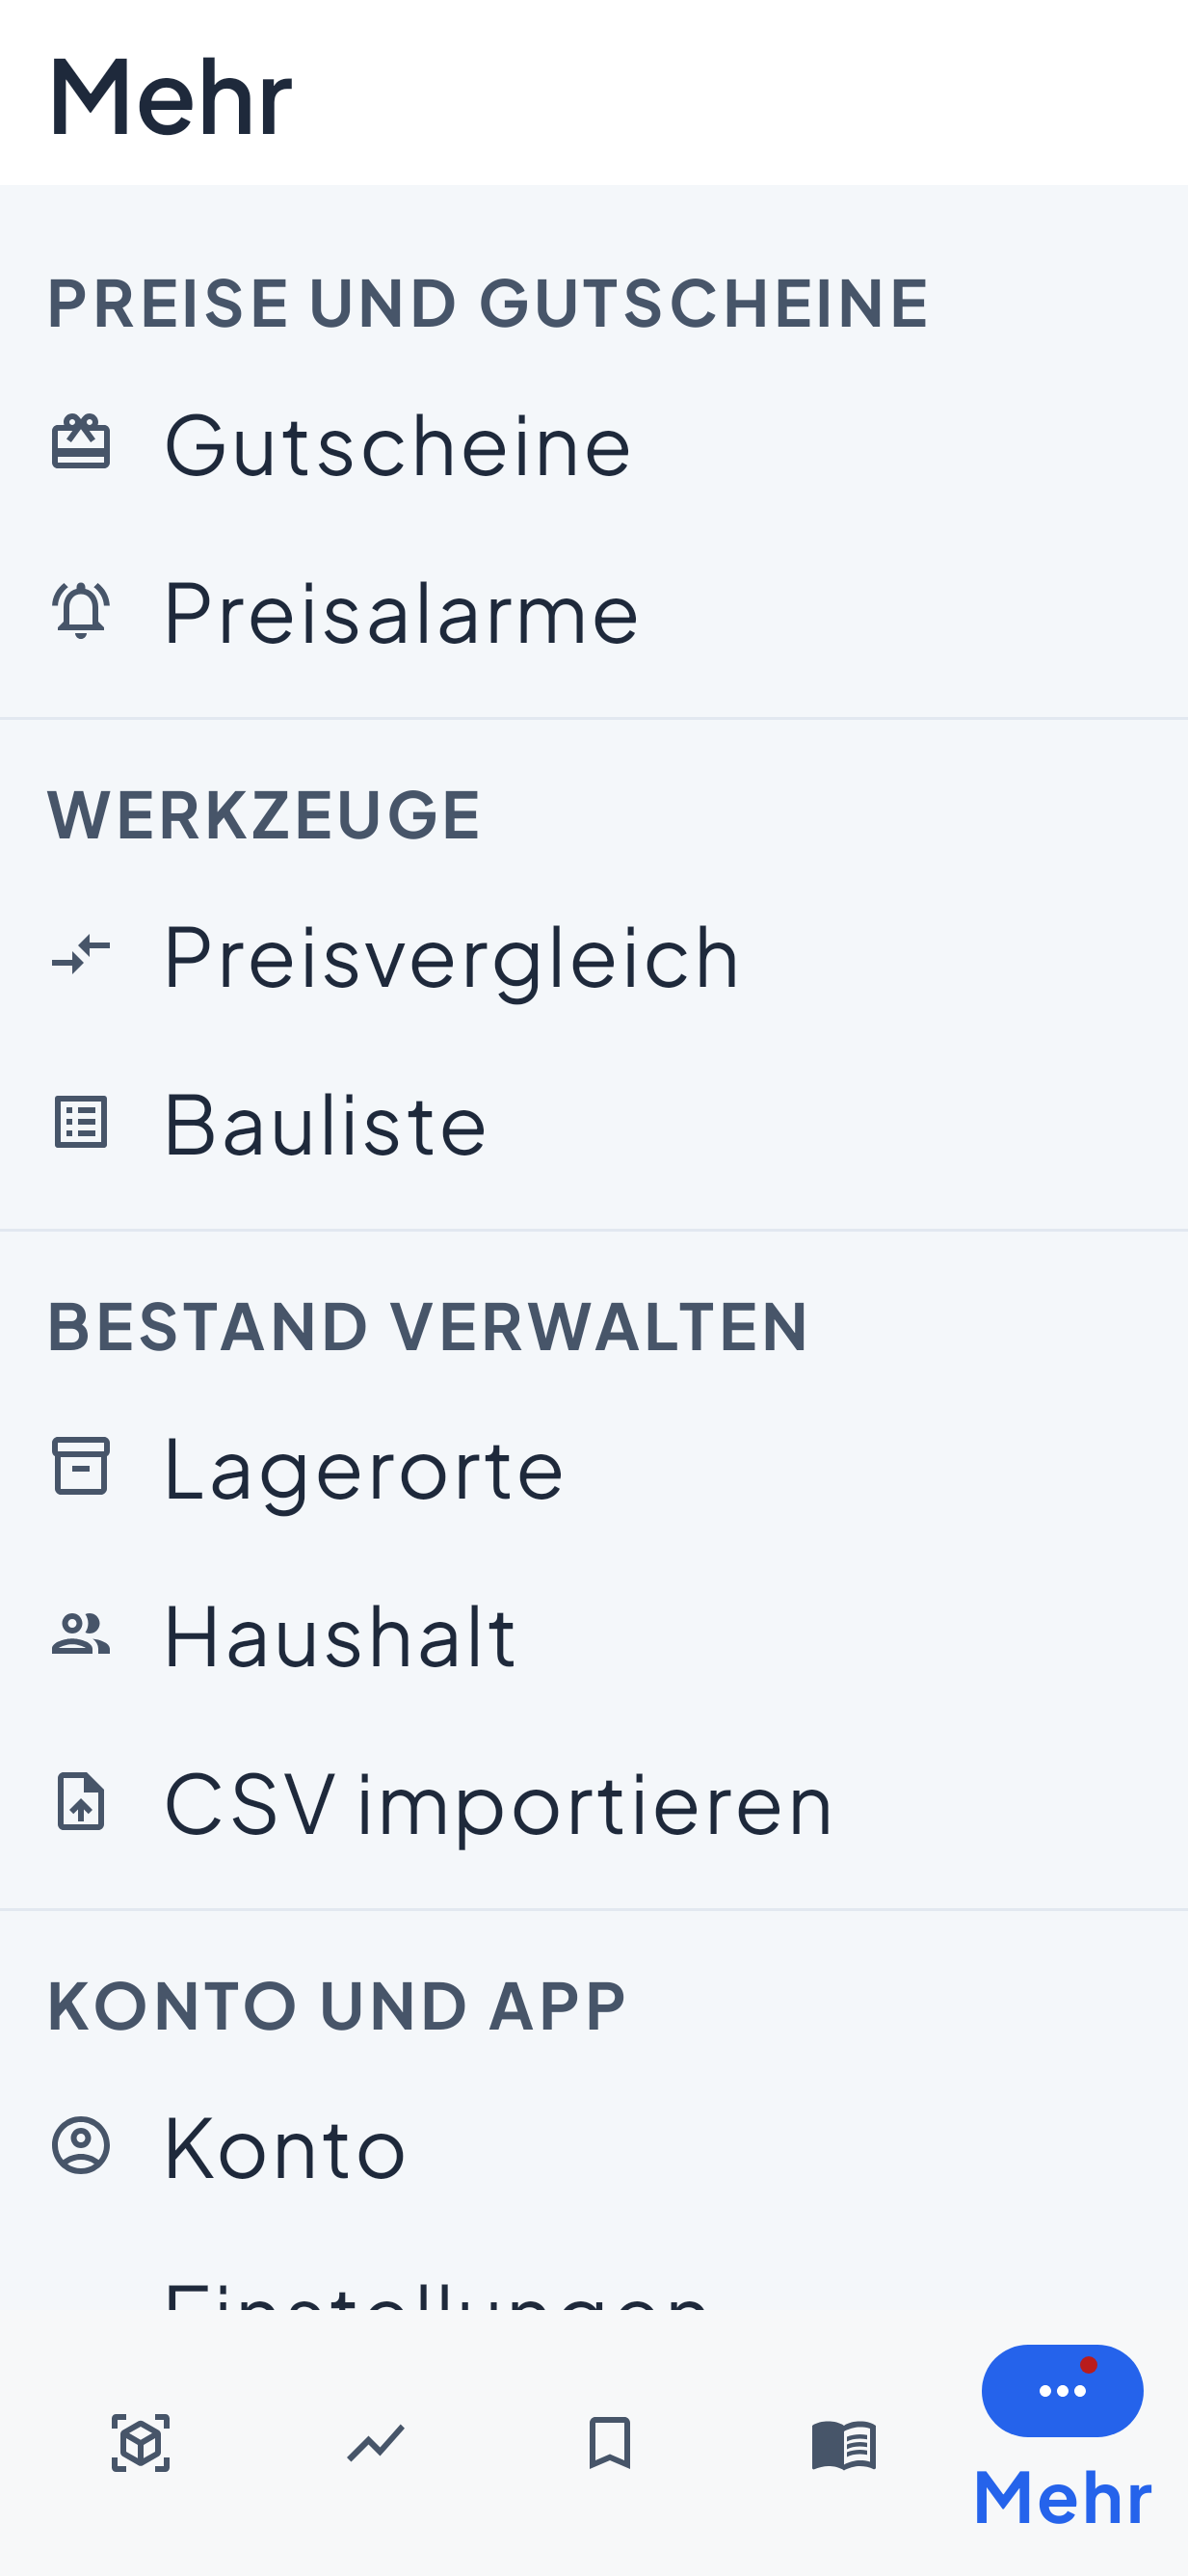 Mehr
PREISE UND GUTSCHEINE
Gutscheine
Preisalarme
WERKZEUGE
Preisvergleich
Bauliste
BESTAND VERWALTEN
Lagerorte
Haushalt
CSV importieren
KONTO UND APP
Konto
Einstellungen
Mehr